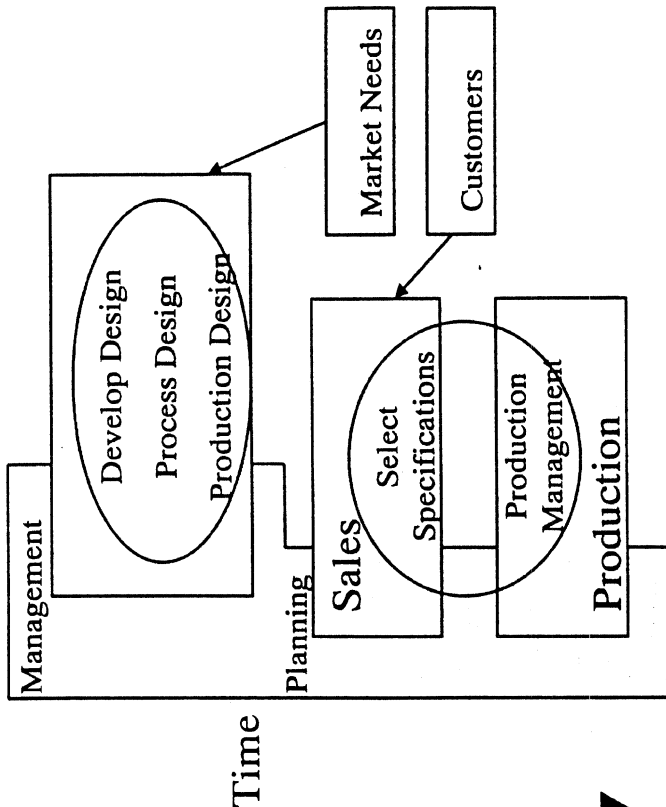 Management
Develop Design
Process Design
Production Design
Market Needs
Planning
Sales
Select
Specifications
Customers
Production
Management
Production
Time